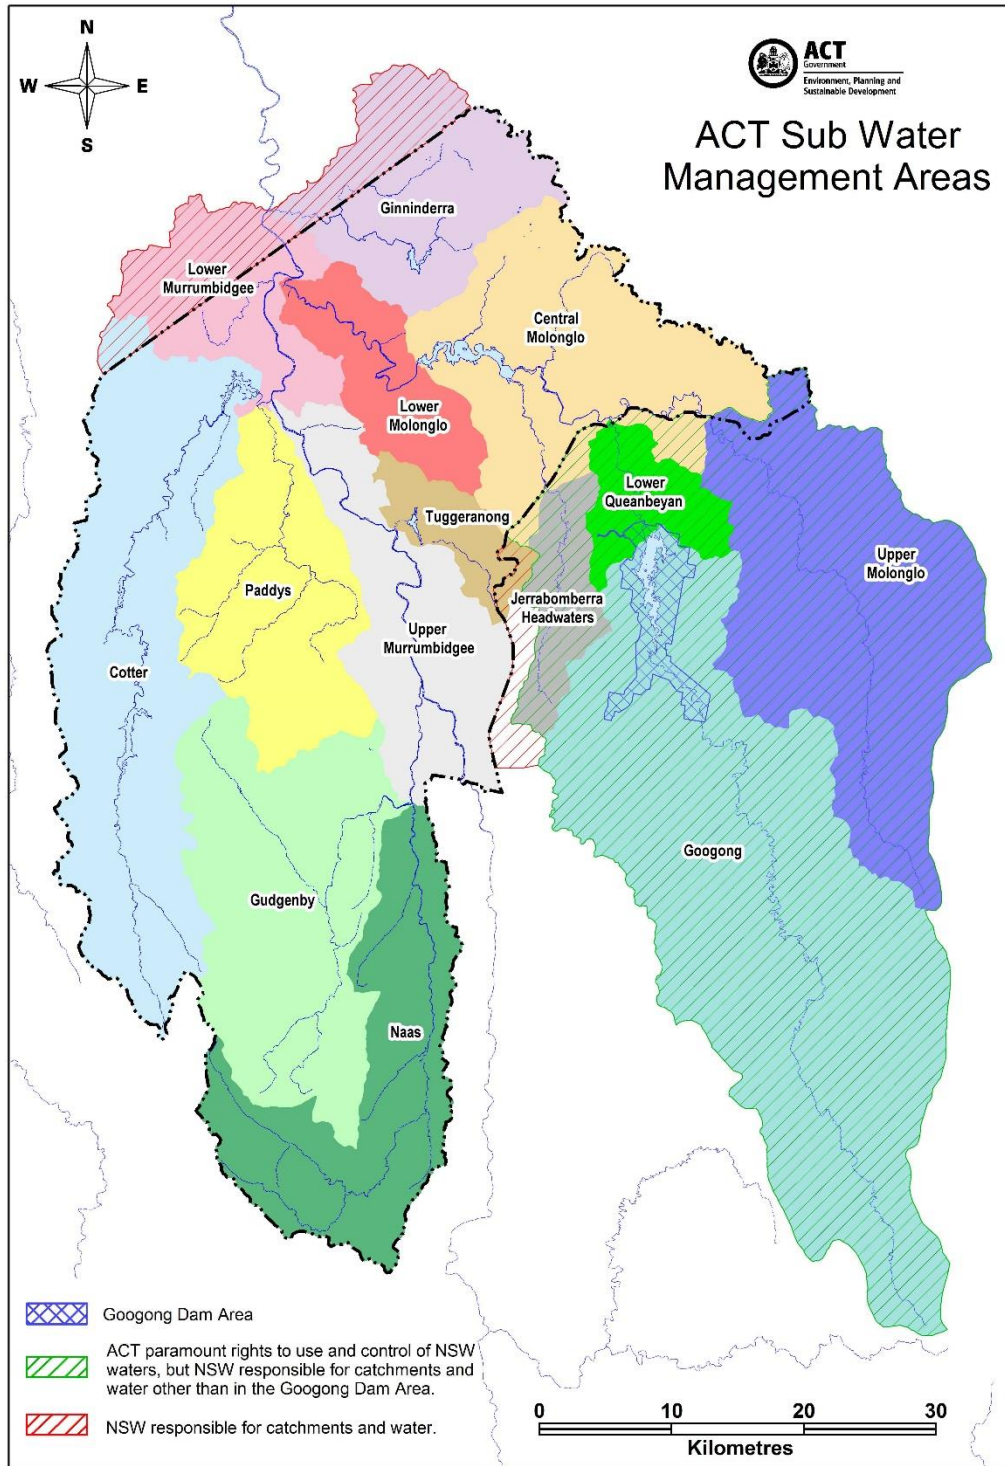 N
W
E
S
ACT
Government
Environment, Planning and
Sustainable Development
ACT Sub Water
Management Areas
Ginninderra
Lower
Murrumbidgee
Central
Molonglo
Lower
Molonglo
Lower
Queanbeyan
Tuggeranong
Upper
Molonglo
Paddys
Jerrabomberra
Headwaters
Upper
Murrumbidgee
Cotter
Googong
Gudgenby
Naas
Googong Dam Area
ACT paramount rights to use and control of NSW
waters, but NSW responsible for catchments and
water other than in the Googong Dam Area.
NSW responsible for catchments and water.
0 10 20 30
Kilometres